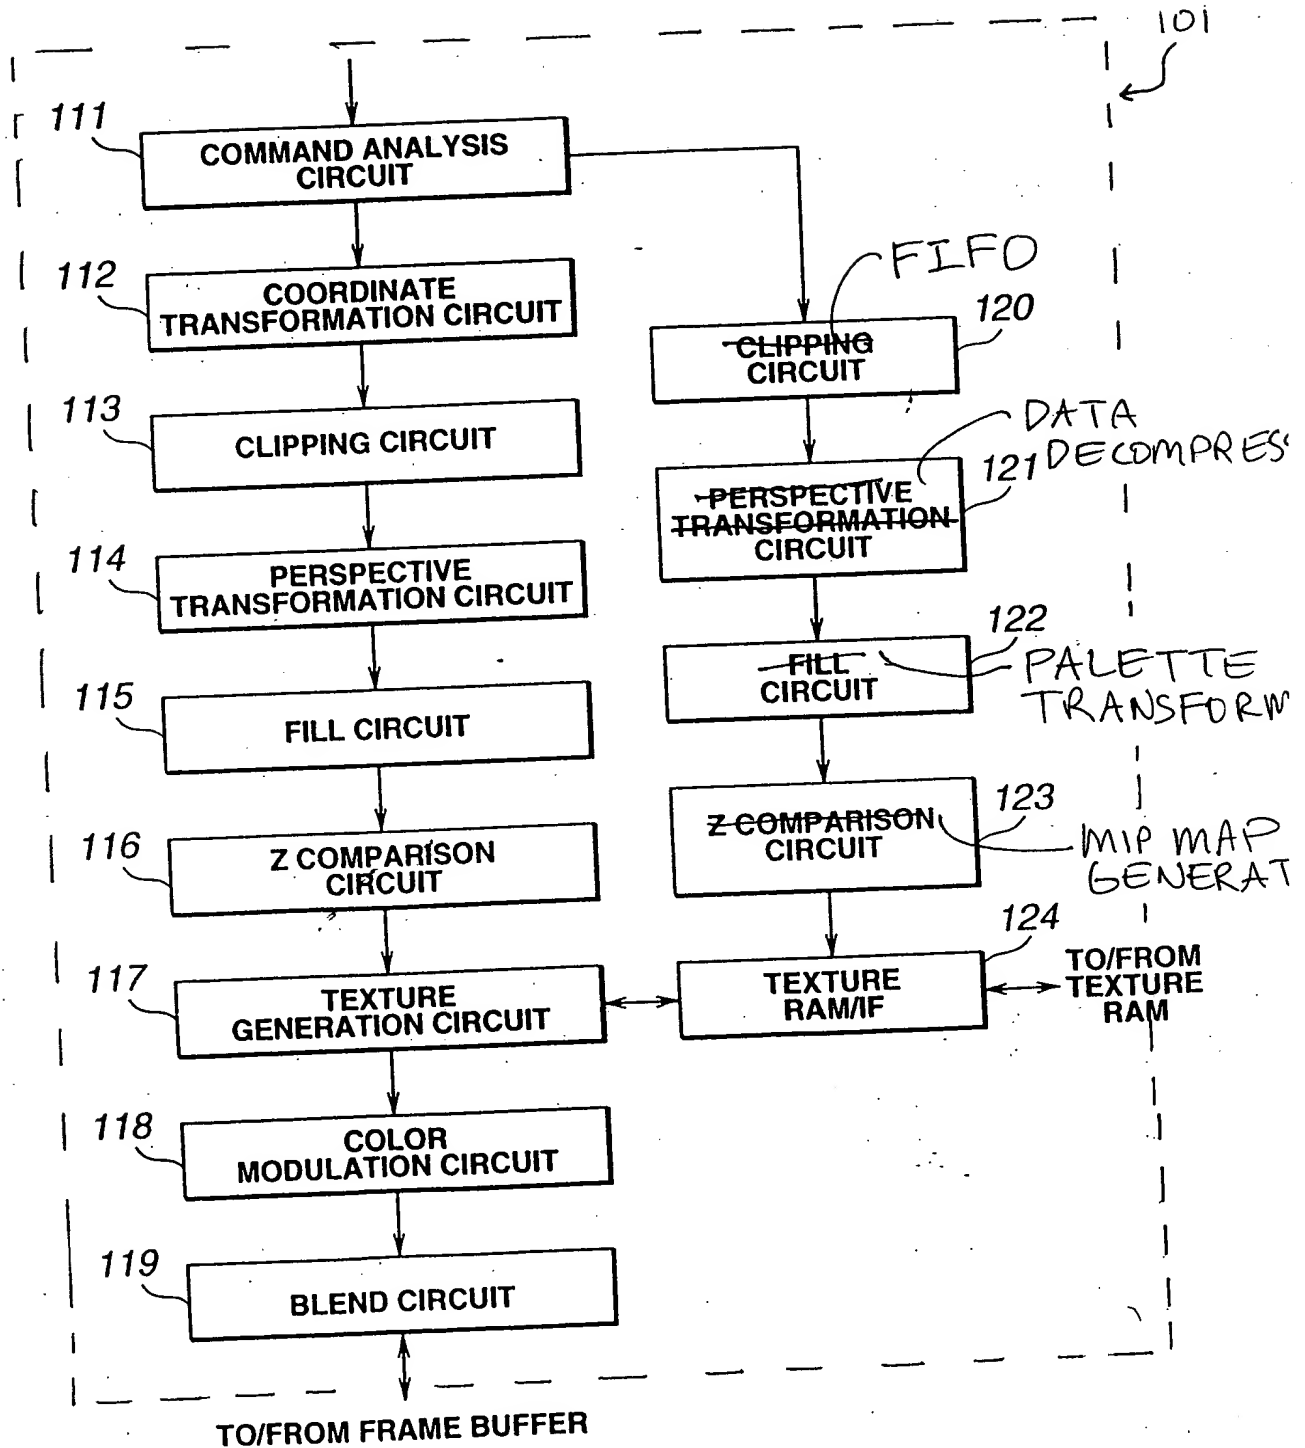 101
111
COMMAND ANALYSIS
CIRCUIT
112
COORDINATE
TRANSFORMATION CIRCUIT
113
CLIPPING CIRCUIT
114
PERSPECTIVE
TRANSFORMATION CIRCUIT
115
FILL CIRCUIT
116
Z COMPARISON
CIRCUIT
117
TEXTURE
GENERATION CIRCUIT
118
COLOR
MODULATION CIRCUIT
119
BLEND CIRCUIT
TO/FROM FRAME BUFFER
FIFO
120
CLIPPING
CIRCUIT
DATA
DECOMPRES
121
PERSPECTIVE
TRANSFORMATION
CIRCUIT
122
FILL
CIRCUIT
PALETTE
TRANSFORM
123
Z COMPARISON
CIRCUIT
MIP MAP
GENERAT
124
TEXTURE
RAM/IF
TO/FROM
TEXTURE
RAM